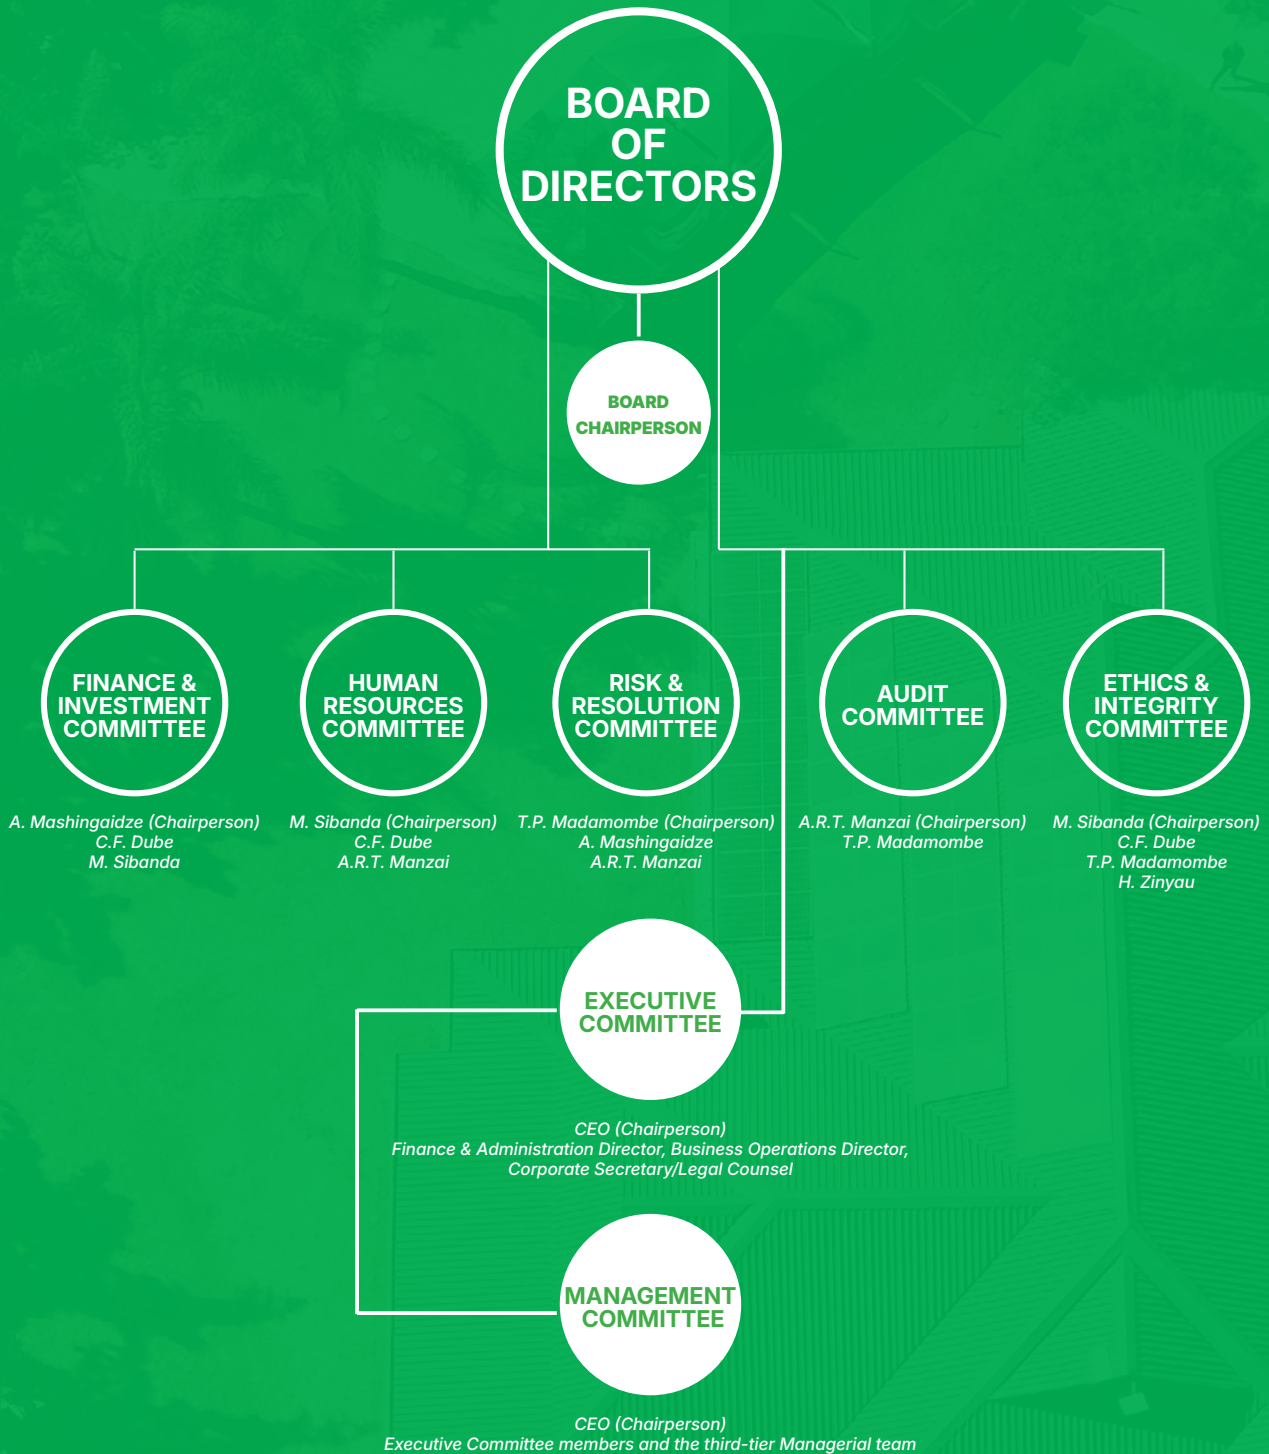 BOARD
OF
DIRECTORS
BOARD
CHAIRPERSON
FINANCE &
INVESTMENT
COMMITTEE
A. Mashingaidze (Chairperson)
C.F. Dube
M. Sibanda
HUMAN
RESOURCES
COMMITTEE
M. Sibanda (Chairperson)
C.F. Dube
A.R.T. Manzai
RISK &
RESOLUTION
COMMITTEE
T.P. Madamombe (Chairperson)
A. Mashingaidze
A.R.T. Manzai
AUDIT
COMMITTEE
A.R.T. Manzai (Chairperson)
T.P. Madamombe
ETHICS &
INTEGRITY
COMMITTEE
M. Sibanda (Chairperson)
C.F. Dube
T.P. Madamombe
H. Zinyau
EXECUTIVE
COMMITTEE
CEO (Chairperson)
Finance & Administration Director, Business Operations Director,
Corporate Secretary/Legal Counsel
MANAGEMENT
COMMITTEE
CEO (Chairperson)
Executive Committee members and the third-tier Managerial team